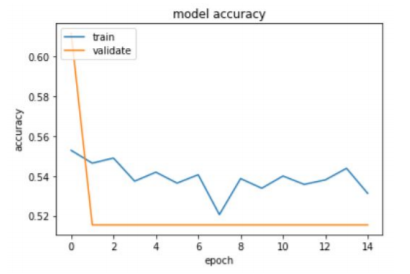 model accuracy
train
validate
0.60
0.58
0.56
0.54
0.52
accuracy
0 2 4 6 8 10 12 14
epoch